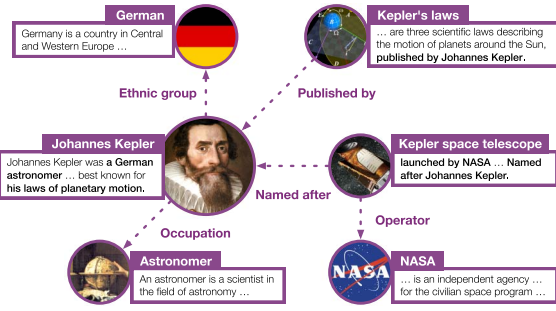 German
Germany is a country in Central
and Western Europe …
Kepler's laws
… are three scientific laws describing
the motion of planets around the Sun,
published by Johannes Kepler.
Ethnic group
Published by
Johannes Kepler
Johannes Kepler was a German
astronomer … best known for
his laws of planetary motion.
Kepler space telescope
launched by NASA … Named
after Johannes Kepler.
Named after
Occupation
Operator
Astronomer
An astronomer is a scientist in
the field of astronomy …
NASA
NASA
… is an independent agency …
for the civilian space program …